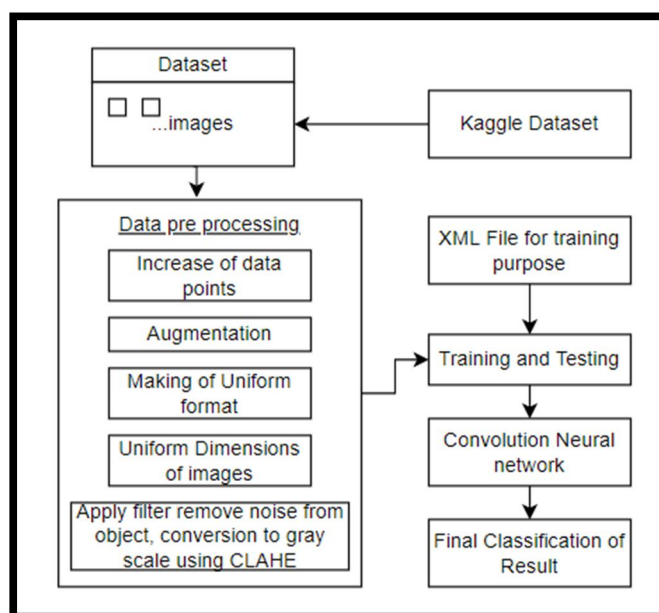 Dataset
...images
Kaggle Dataset
Data pre processing
Increase of data
points
Augmentation
Making of Uniform
format
Uniform Dimensions
of images
Apply filter remove noise from
object, conversion to gray
scale using CLAHE
XML File for training
purpose
Training and Testing
Convolution Neural
network
Final Classification of
Result